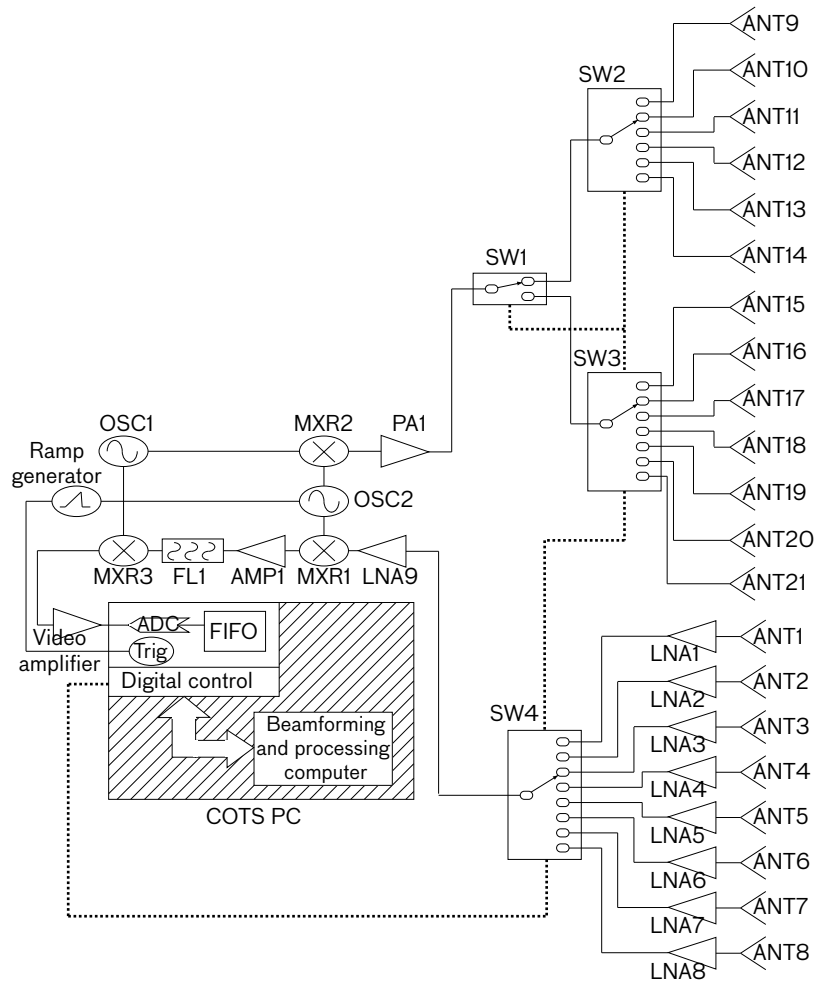 ANT9
SW2
ANT10
ANT11
ANT12
ANT13
ANT14
SW1
ANT15
SW3
ANT16
ANT17
ANT18
ANT19
ANT20
ANT21
OSC1
MXR2
PA1
Ramp
generator
OSC2
MXR3
FL1
AMP1
MXR1
LNA9
Video
amplifier
ADC
FIFO
Trig
Digital control
Beamforming
and processing
computer
COTS PC
SW4
ANT1
LNA1
ANT2
LNA2
ANT3
LNA3
ANT4
LNA4
ANT5
LNA5
ANT6
LNA6
ANT7
LNA7
ANT8
LNA8